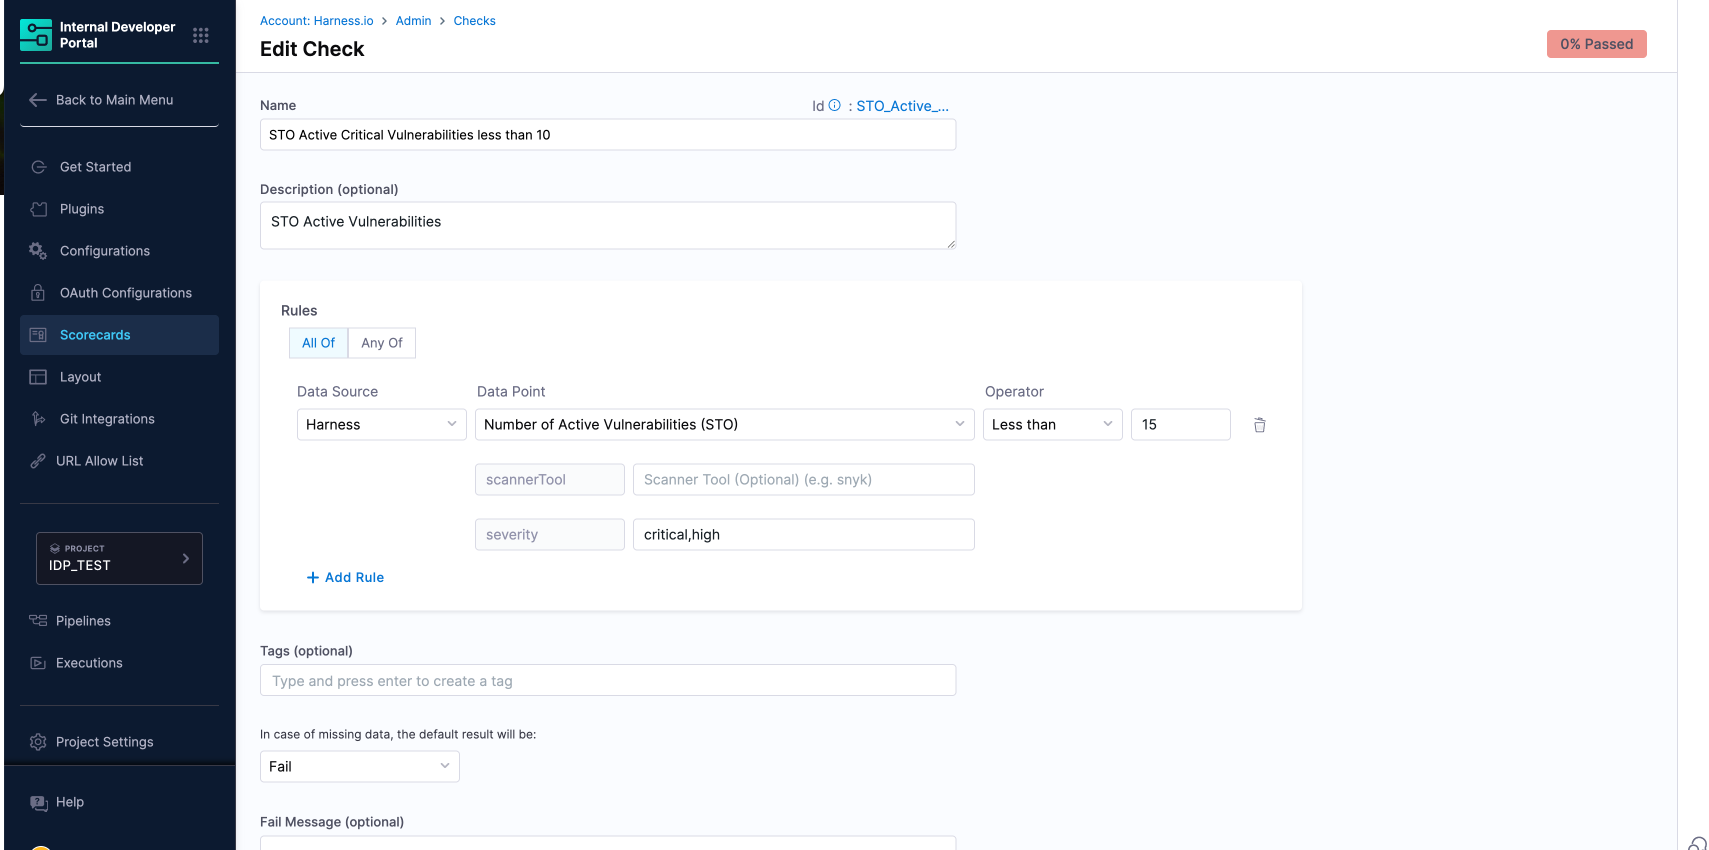 Internal Developer
Portal
Back to Main Menu
Get Started
Plugins
Configurations
OAuth Configurations
Scorecards
Layout
Git Integrations
URL Allow List
PROJECT
IDP_TEST
Pipelines
Executions
Project Settings
Help
Account: Harness.io > Admin > Checks
Edit Check
0% Passed
Name
Id : STO_Active_...
STO Active Critical Vulnerabilities less than 10
Description (optional)
STO Active Vulnerabilities
Rules
All Of Any Of
Data Source Data Point Operator
Harness Number of Active Vulnerabilities (STO) Less than 15
scannerTool Scanner Tool (Optional) (e.g. snyk)
severity critical,high
+ Add Rule
Tags (optional)
Type and press enter to create a tag
In case of missing data, the default result will be:
Fail
Fail Message (optional)